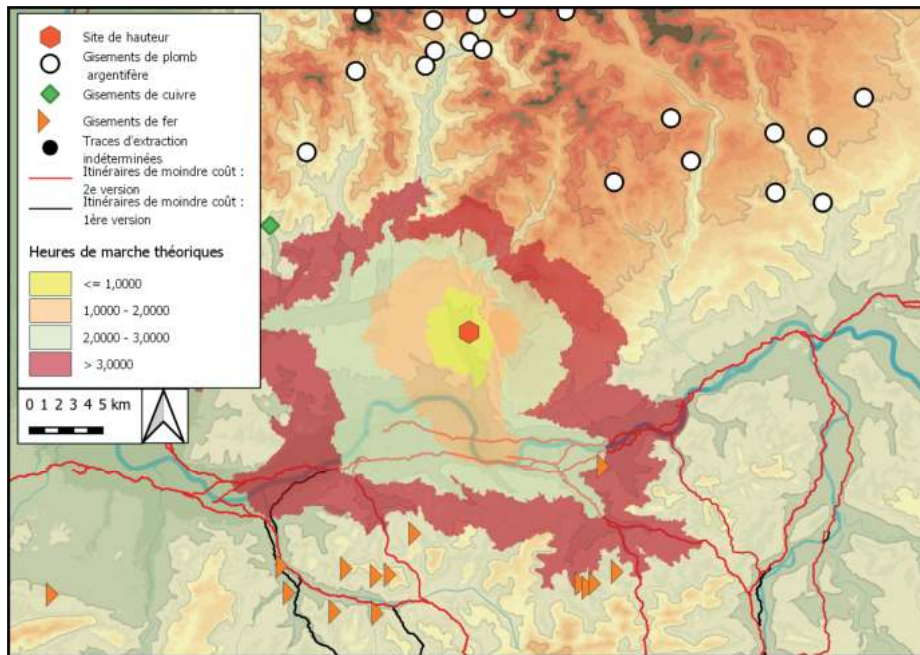 Site de hauteur
Gisements de plomb
argentifère
Gisements de cuivre
Gisements de fer
Traces d'extraction
indéterminées
Itinéraires de moindre coût :
2e version
Itinéraires de moindre coût :
1ère version
Heures de marche théoriques
<= 1,0000
1,0000 - 2,0000
2,0000 - 3,0000
> 3,0000
0 1 2 3 4 5 km